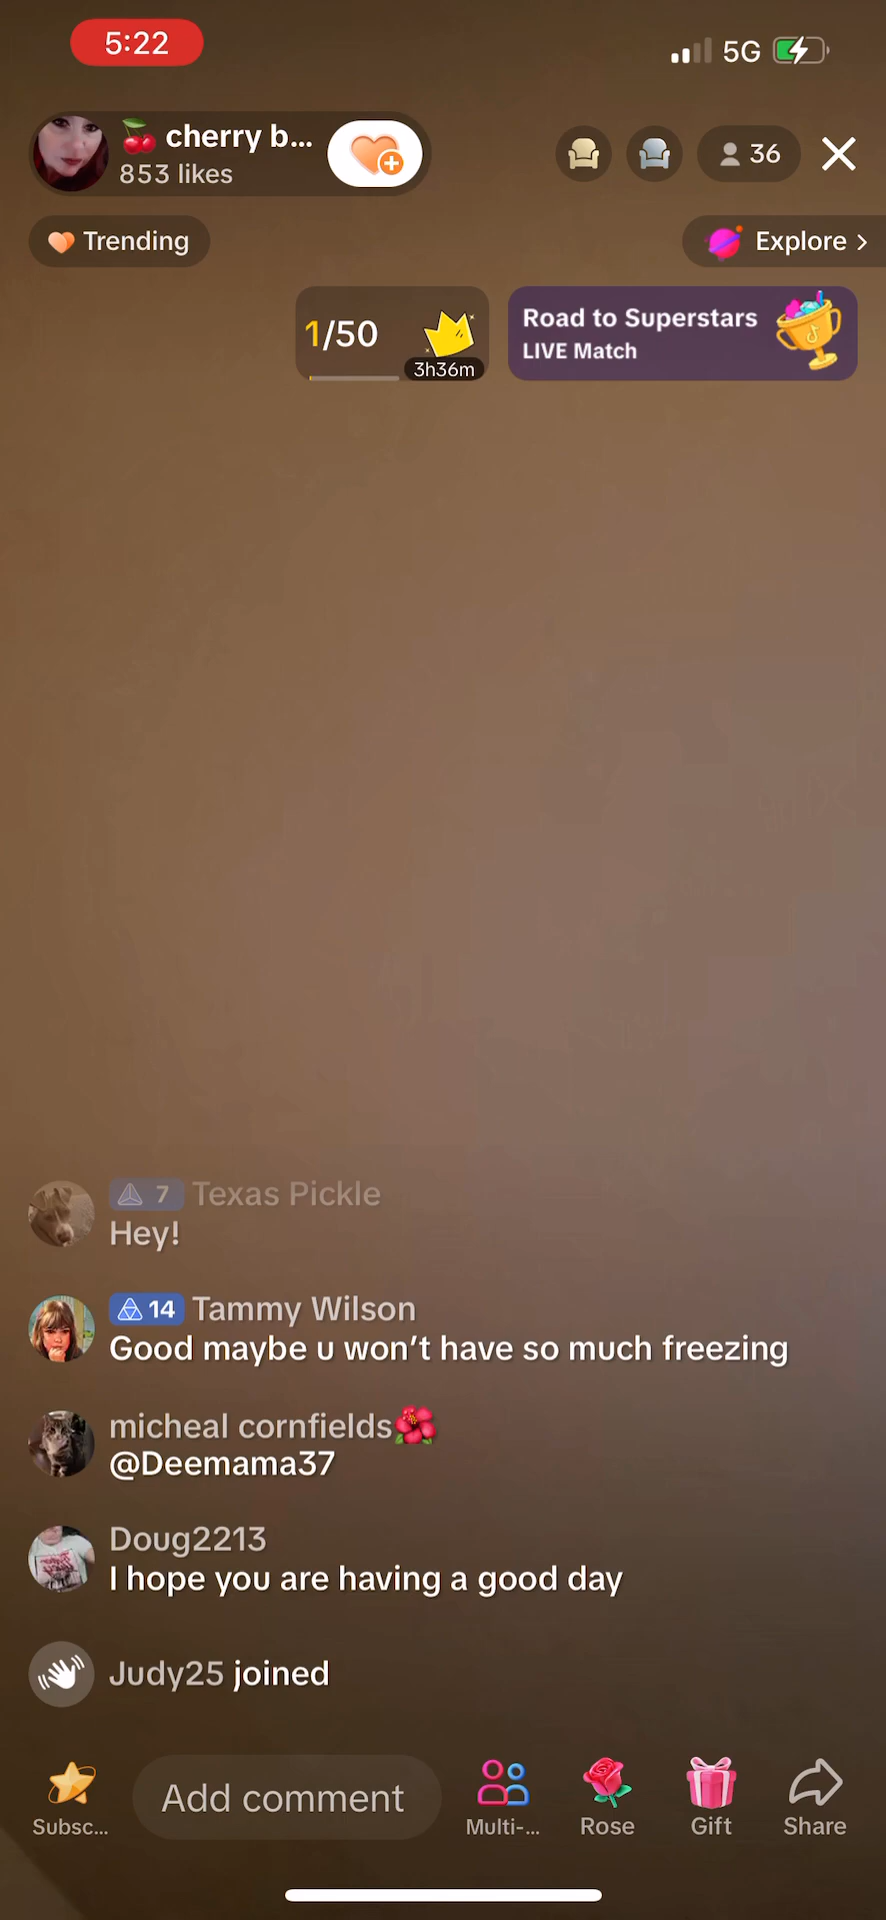 5:22
5G
🍒 cherry b...
853 likes
36
Trending
Explore >
1/50
3h36m
Road to Superstars
LIVE Match
7 Texas Pickle
Hey!
14 Tammy Wilson
Good maybe u won't have so much freezing
micheal cornfields🌺
@Deemama37
Doug2213
I hope you are having a good day
Judy25 joined
Add comment
Subsc...
Multi-...
Rose
Gift
Share